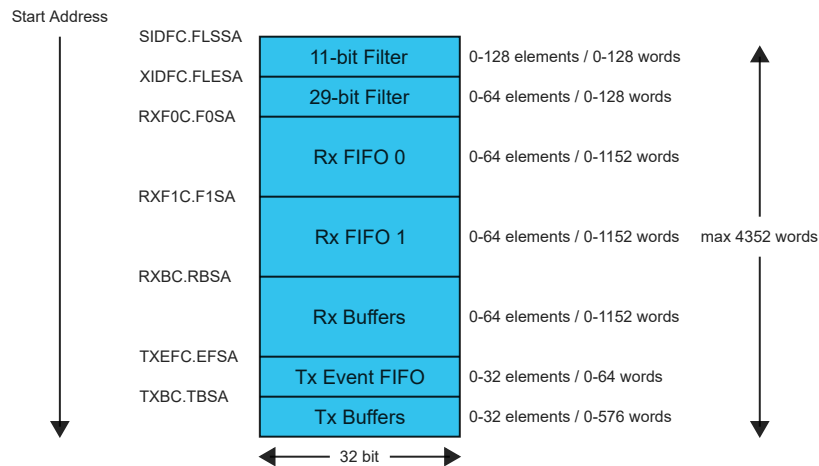 Start Address
SIDFC.FLSSA
11-bit Filter
0-128 elements / 0-128 words
XIDFC.FLESA
29-bit Filter
0-64 elements / 0-128 words
RXF0C.F0SA
Rx FIFO 0
0-64 elements / 0-1152 words
RXF1C.F1SA
Rx FIFO 1
0-64 elements / 0-1152 words
max 4352 words
RXBC.RBSA
Rx Buffers
0-64 elements / 0-1152 words
TXEFC.EFSA
Tx Event FIFO
0-32 elements / 0-64 words
TXBC.TBSA
Tx Buffers
0-32 elements / 0-576 words
32 bit